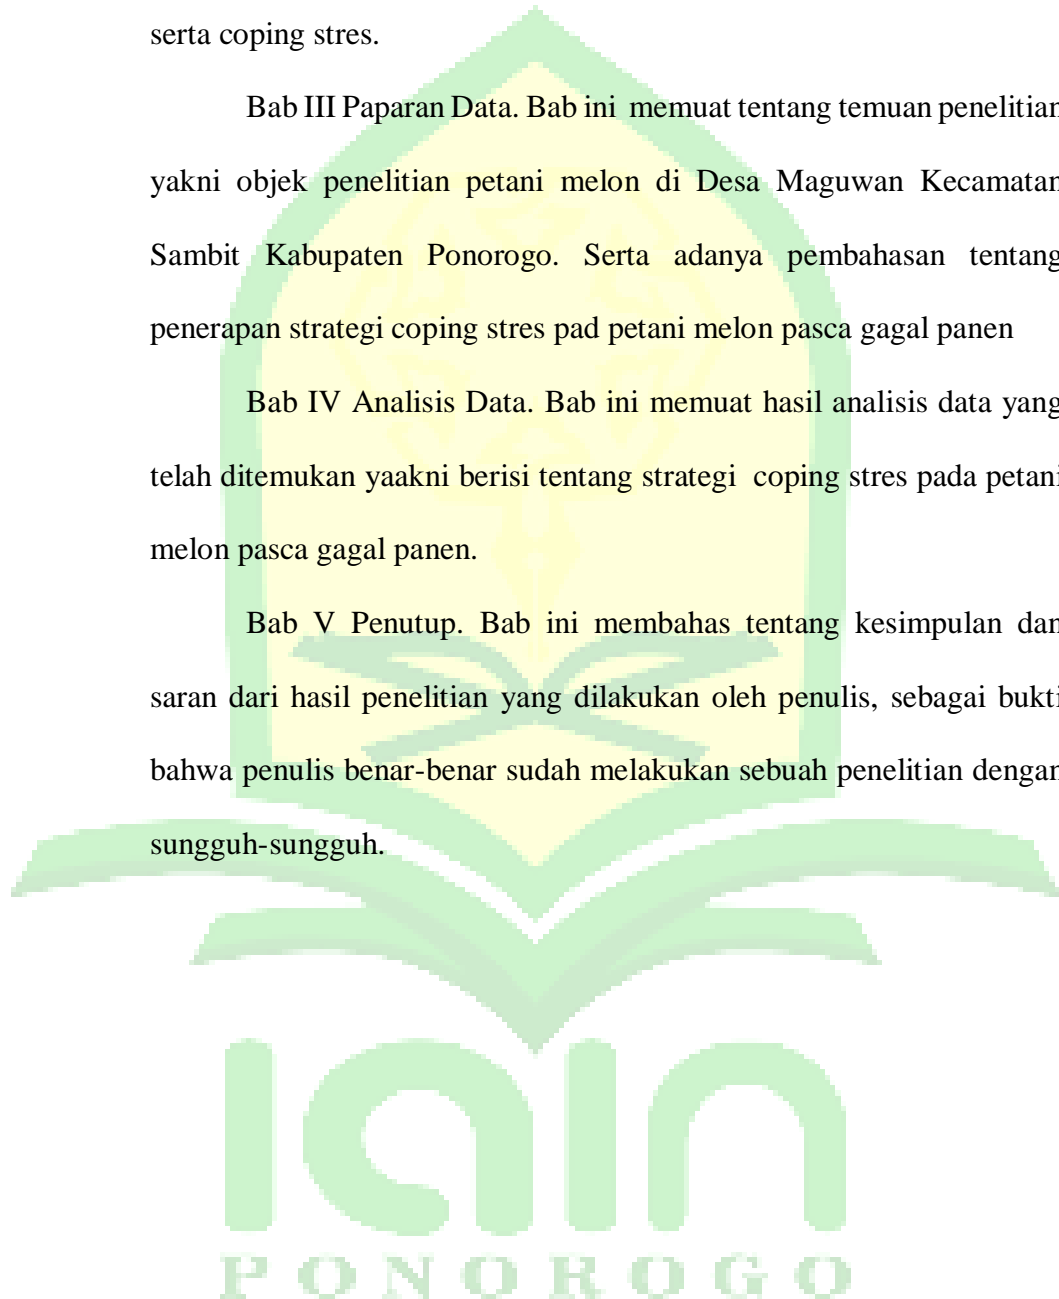 serta coping stres.
Bab III Paparan Data. Bab ini  memuat tentang temuan penelitian
yakni objek penelitian petani melon di Desa Maguwan Kecamatan
Sambit Kabupaten Ponorogo. Serta adanya pembahasan tentang
penerapan strategi coping stres pad petani melon pasca gagal panen
Bab IV Analisis Data. Bab ini memuat hasil analisis data yang
telah ditemukan yaakni berisi tentang strategi  coping stres pada petani
melon pasca gagal panen.
Bab V Penutup. Bab ini membahas tentang kesimpulan dan
saran dari hasil penelitian yang dilakukan oleh penulis, sebagai bukti
bahwa penulis benar-benar sudah melakukan sebuah penelitian dengan
sungguh-sungguh.
IAIN
PONOROGO